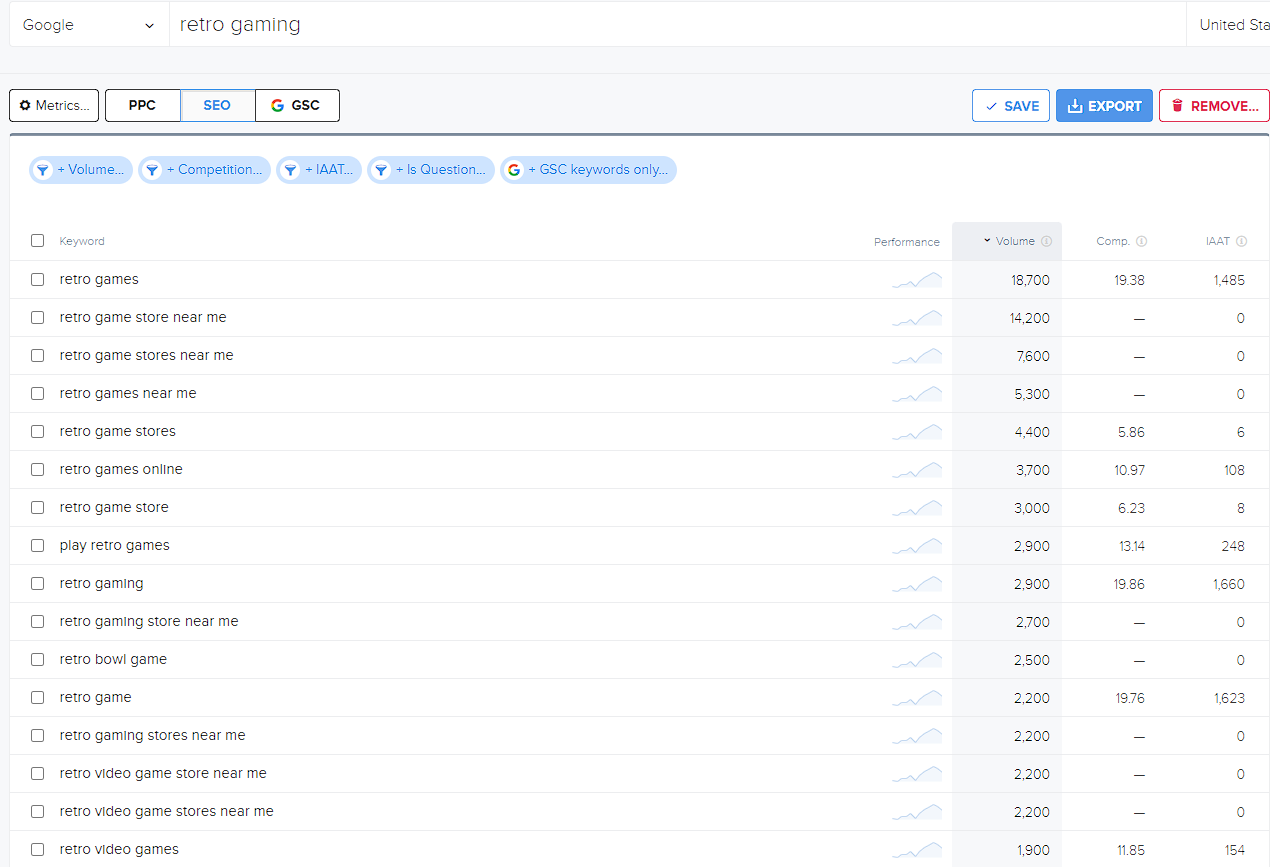 Google retro gaming United Sta
Metrics... PPC SEO GSC SAVE EXPORT REMOVE...
+ Volume... + Competition... + IAAT... + Is Question... + GSC keywords only...
Keyword Performance Volume Comp. IAAT
retro games 18,700 19.38 1,485
retro game store near me 14,200 — 0
retro game stores near me 7,600 — 0
retro games near me 5,300 — 0
retro game stores 4,400 5.86 6
retro games online 3,700 10.97 108
retro game store 3,000 6.23 8
play retro games 2,900 13.14 248
retro gaming 2,900 19.86 1,660
retro gaming store near me 2,700 — 0
retro bowl game 2,500 — 0
retro game 2,200 19.76 1,623
retro gaming stores near me 2,200 — 0
retro video game store near me 2,200 — 0
retro video game stores near me 2,200 — 0
retro video games 1,900 11.85 154